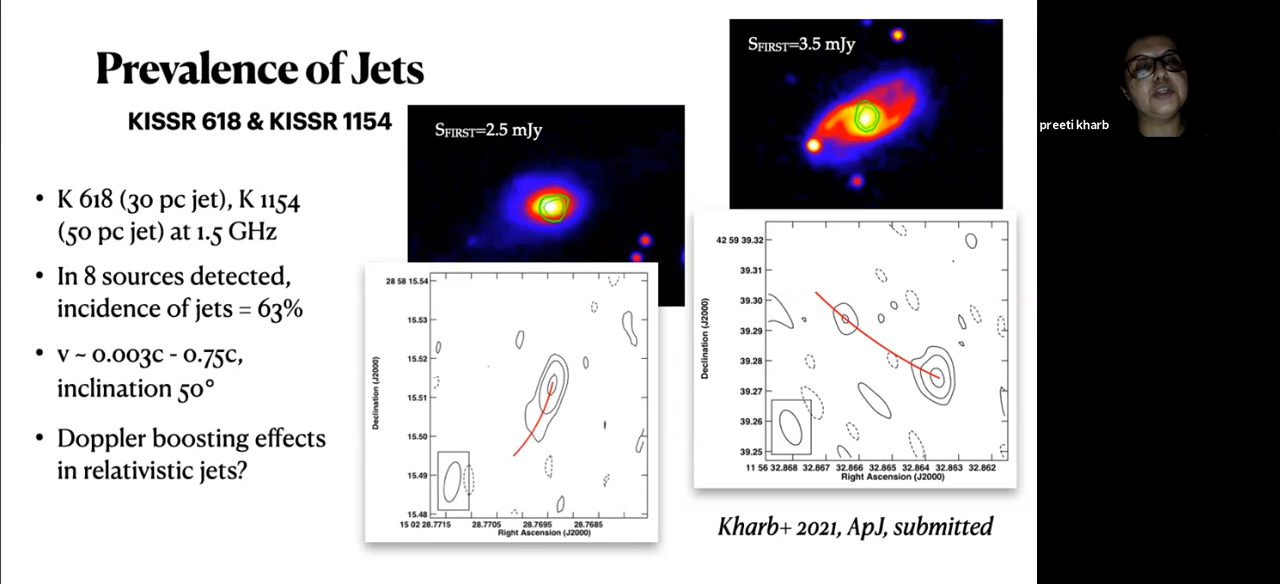 Prevalence of Jets
KISSR 618 & KISSR 1154
• K 618 (30 pc jet), K 1154
(50 pc jet) at 1.5 GHz
• In 8 sources detected,
incidence of jets = 63%
• v ~ 0.003c - 0.75c,
inclination 50°
• Doppler boosting effects
in relativistic jets?
SFIRST=2.5 mJy
28 58 15.54
15.53
15.52
15.51
15.50
15.49
15.48
Declination (J2000)
15 02 28.7715 28.7705 28.7695 28.7685
Right Ascension (J2000)
SFIRST=3.5 mJy
42 59 39.32
39.31
39.30
39.29
39.28
39.27
39.26
39.25
Declination (J2000)
11 56 32.868 32.867 32.866 32.865 32.864 32.863 32.862
Right Ascension (J2000)
Kharb+ 2021, ApJ, submitted
preeti kharb